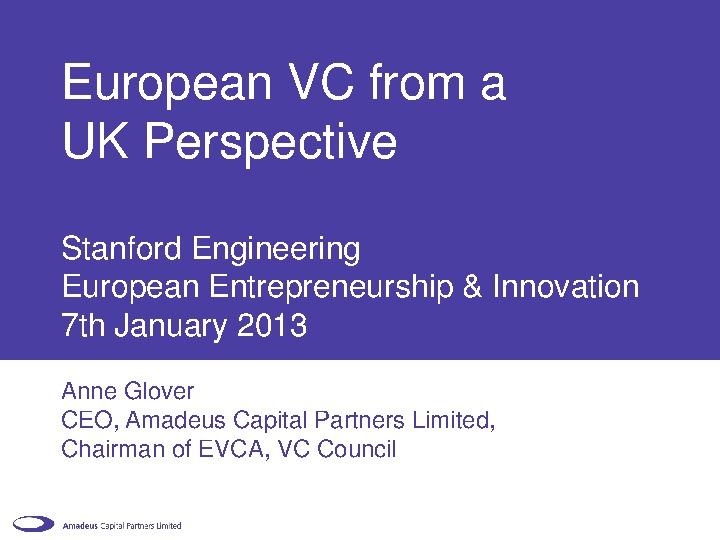 European VC from a
UK Perspective
Stanford Engineering
European Entrepreneurship & Innovation
7th January 2013
Anne Glover
CEO, Amadeus Capital Partners Limited,
Chairman of EVCA, VC Council
Amadeus Capital Partners Limited